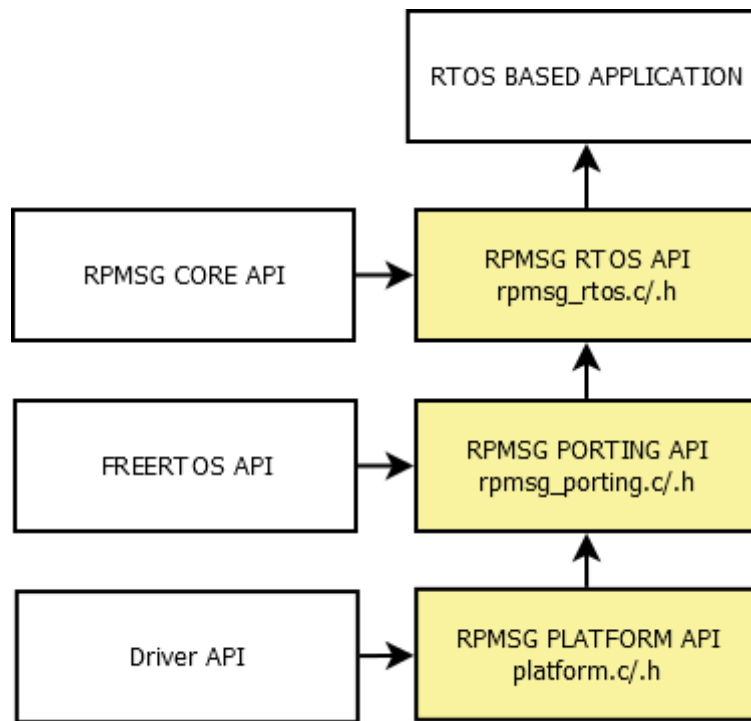 RTOS BASED APPLICATION
RPMSG CORE API
RPMSG RTOS API
rpmsg_rtos.c/.h
FREERTOS API
RPMSG PORTING API
rpmsg_porting.c/.h
Driver API
RPMSG PLATFORM API
platform.c/.h